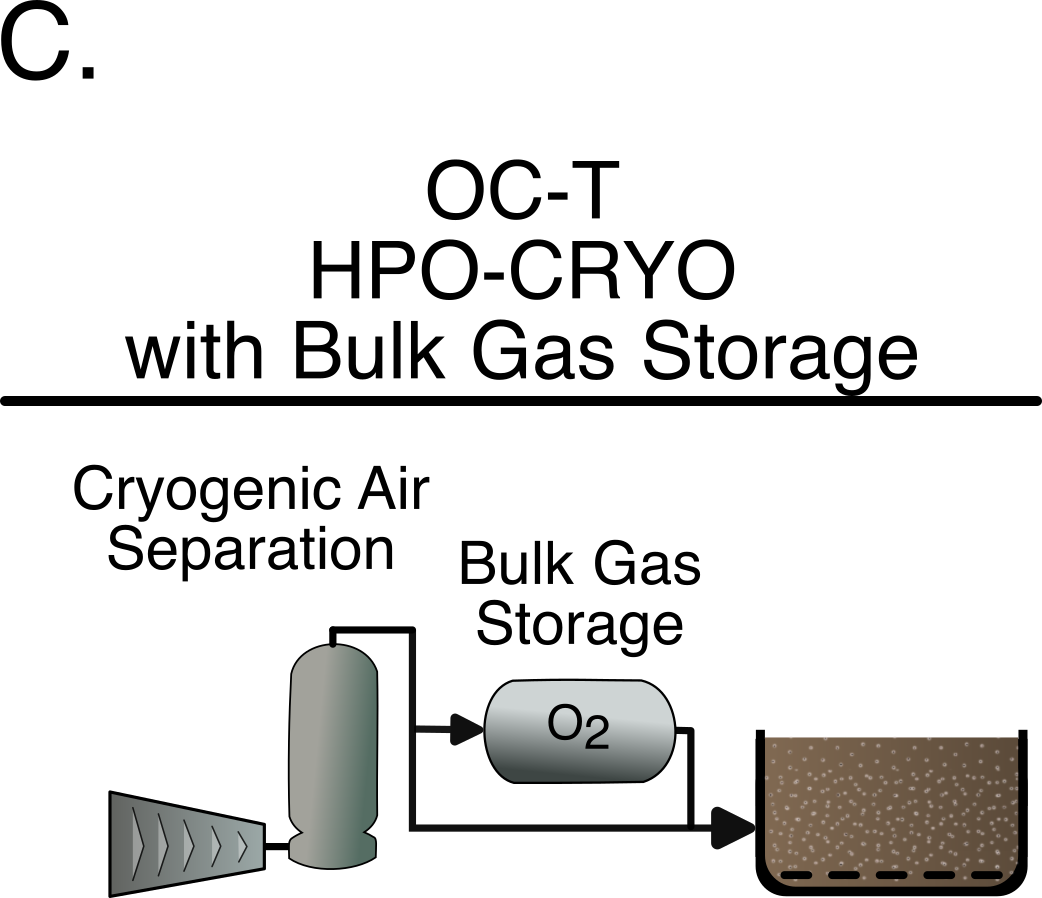 C.
OC-T
HPO-CRYO
with Bulk Gas Storage
Cryogenic Air
Separation
Bulk Gas
Storage
O2